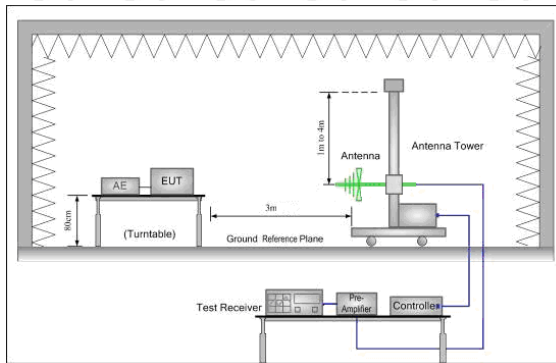 1m to 4m
Antenna
Antenna Tower
AE
EUT
80cm
3m
(Turntable)
Ground Reference Plane
Test Receiver
Pre-
Amplifier
Controller